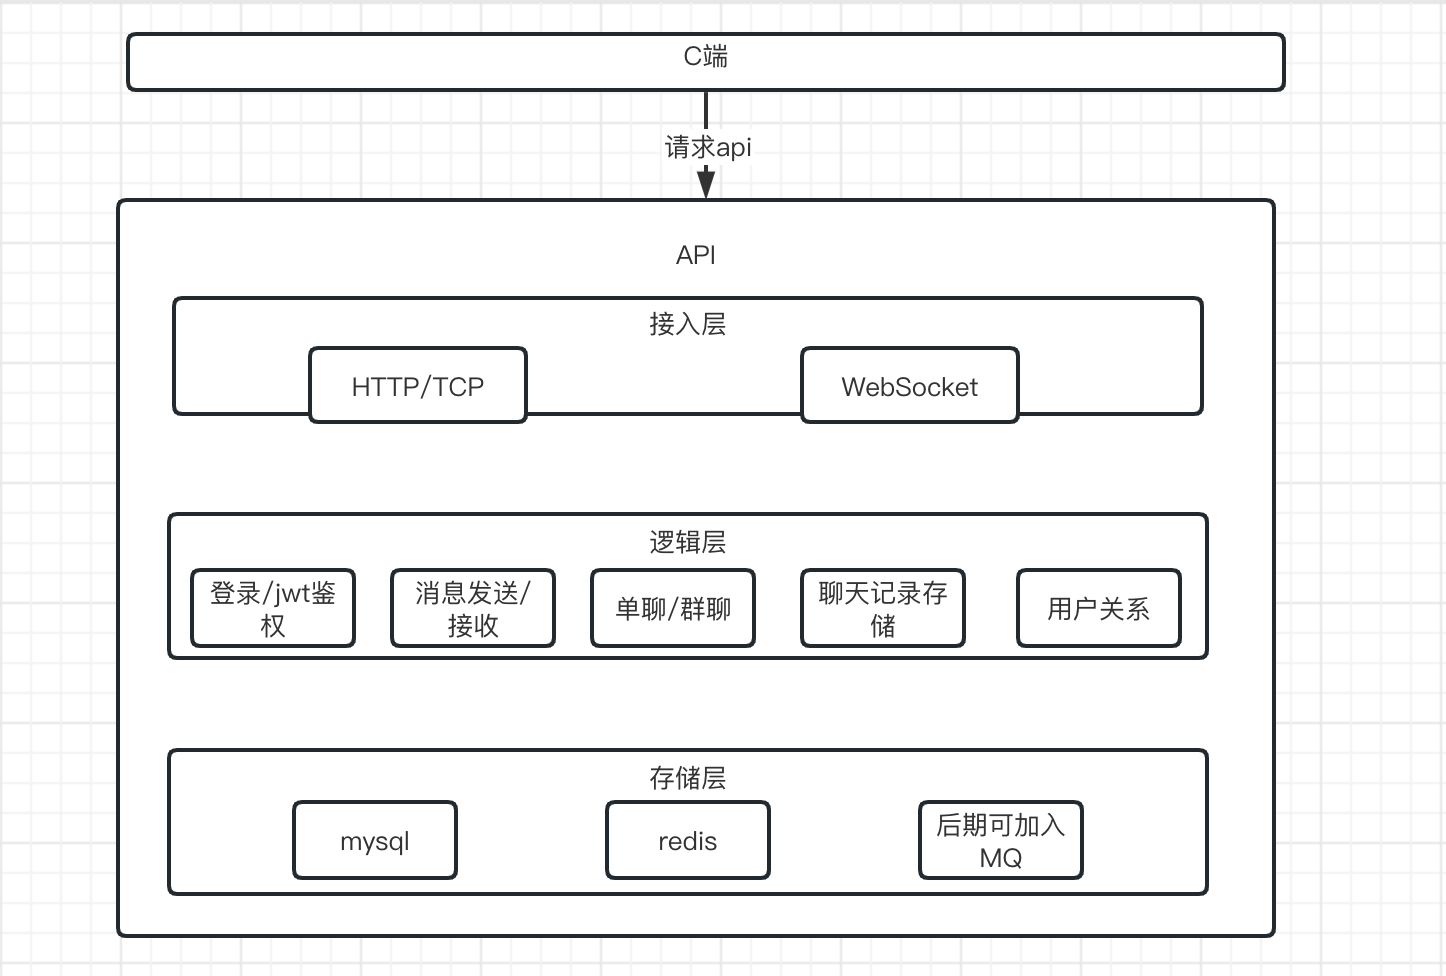 C端
请求api
API
接入层
HTTP/TCP
WebSocket
逻辑层
登录/jwt鉴
权
消息发送/
接收
单聊/群聊
聊天记录存
储
用户关系
存储层
mysql
redis
后期可加入
MQ